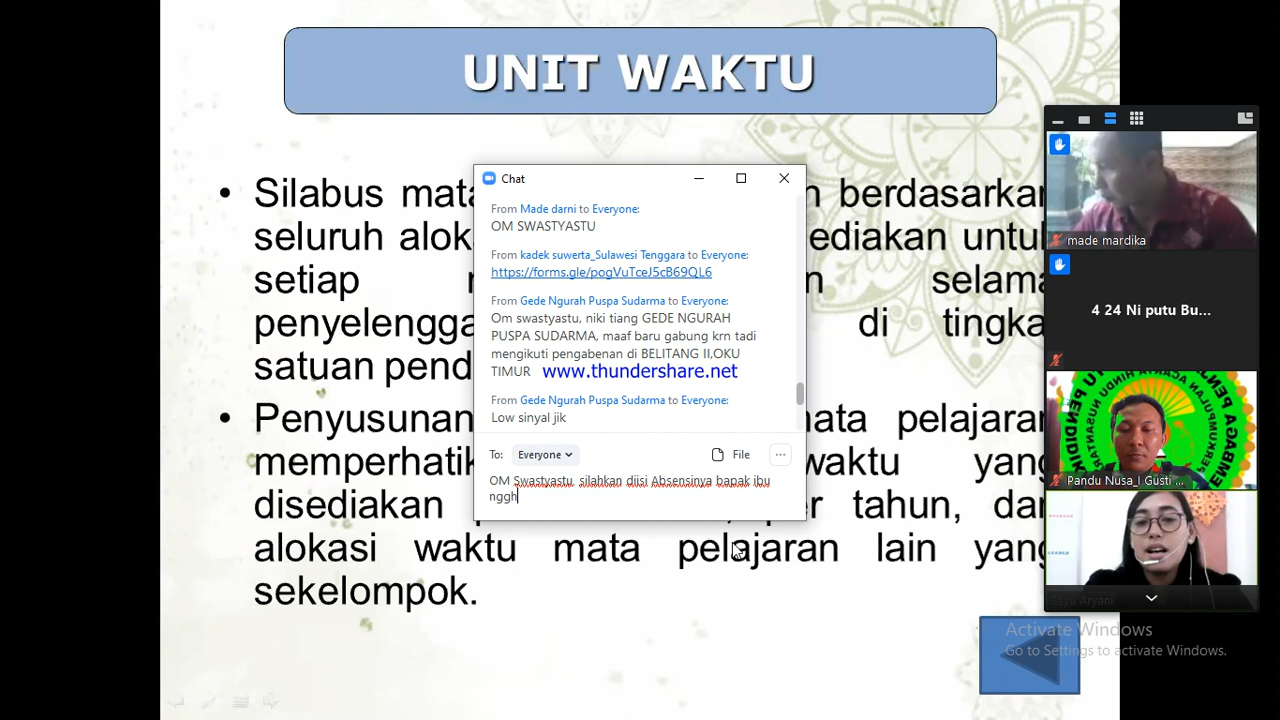 UNIT WAKTU
• Silabus mata
n berdasarkan
seluruh alok
ediakan untuk
setiap
n selama
penyelengga
di tingkat
satuan pend
• Penyusunan
mata pelajaran
memperhatik
waktu yang
disediakan
per tahun, dan
alokasi waktu mata pelajaran lain yang
sekelompok.
Chat
From Made darni to Everyone:
OM SWASTYASTU
From kadek suwerta_Sulawesi Tenggara to Everyone:
https://forms.gle/pogVuTceJ5cB69QL6
From Gede Ngurah Puspa Sudarma to Everyone:
Om swastyastu, niki tiang GEDE NGURAH
PUSPA SUDARMA, maaf baru gabung krn tadi
mengikuti pengabenan di BELITANG II,OKU
TIMUR
www.thundershare.net
From Gede Ngurah Puspa Sudarma to Everyone:
Low sinyal jik
To: Everyone File
OM Swastyastu, silahkan diisi Absensinya bapak ibu
nggh
made mardika
4 24 Ni putu Bu...
Pandu Nusa_I Gusti ...
Aryani
Activate Windows
Go to Settings to activate Windows.